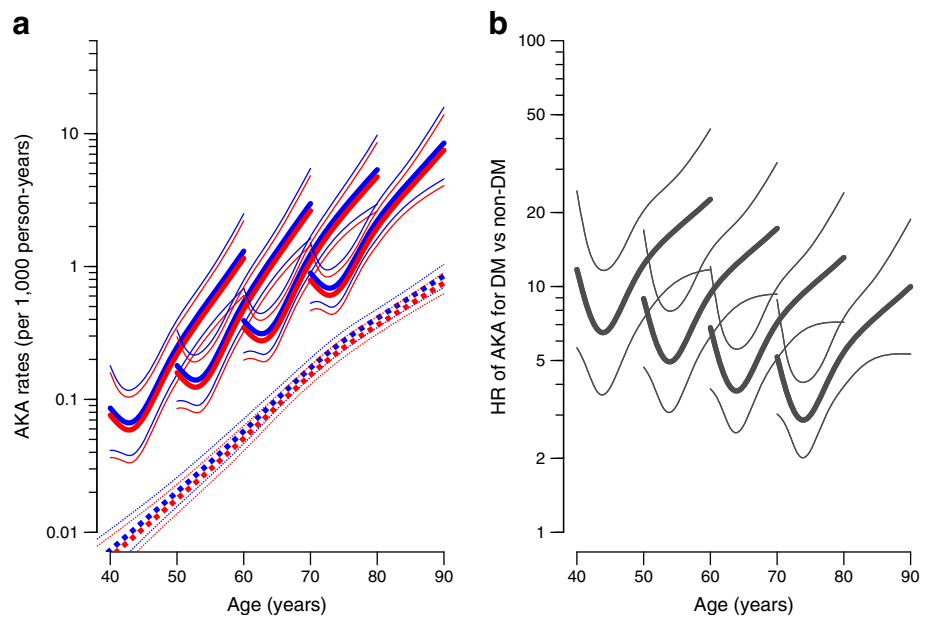 a
AKA rates (per 1,000 person-years)
10
1
0.1
0.01
40 50 60 70 80 90
Age (years)
b
HR of AKA for DM vs non-DM
100
50
20
10
5
2
1
40 50 60 70 80 90
Age (years)